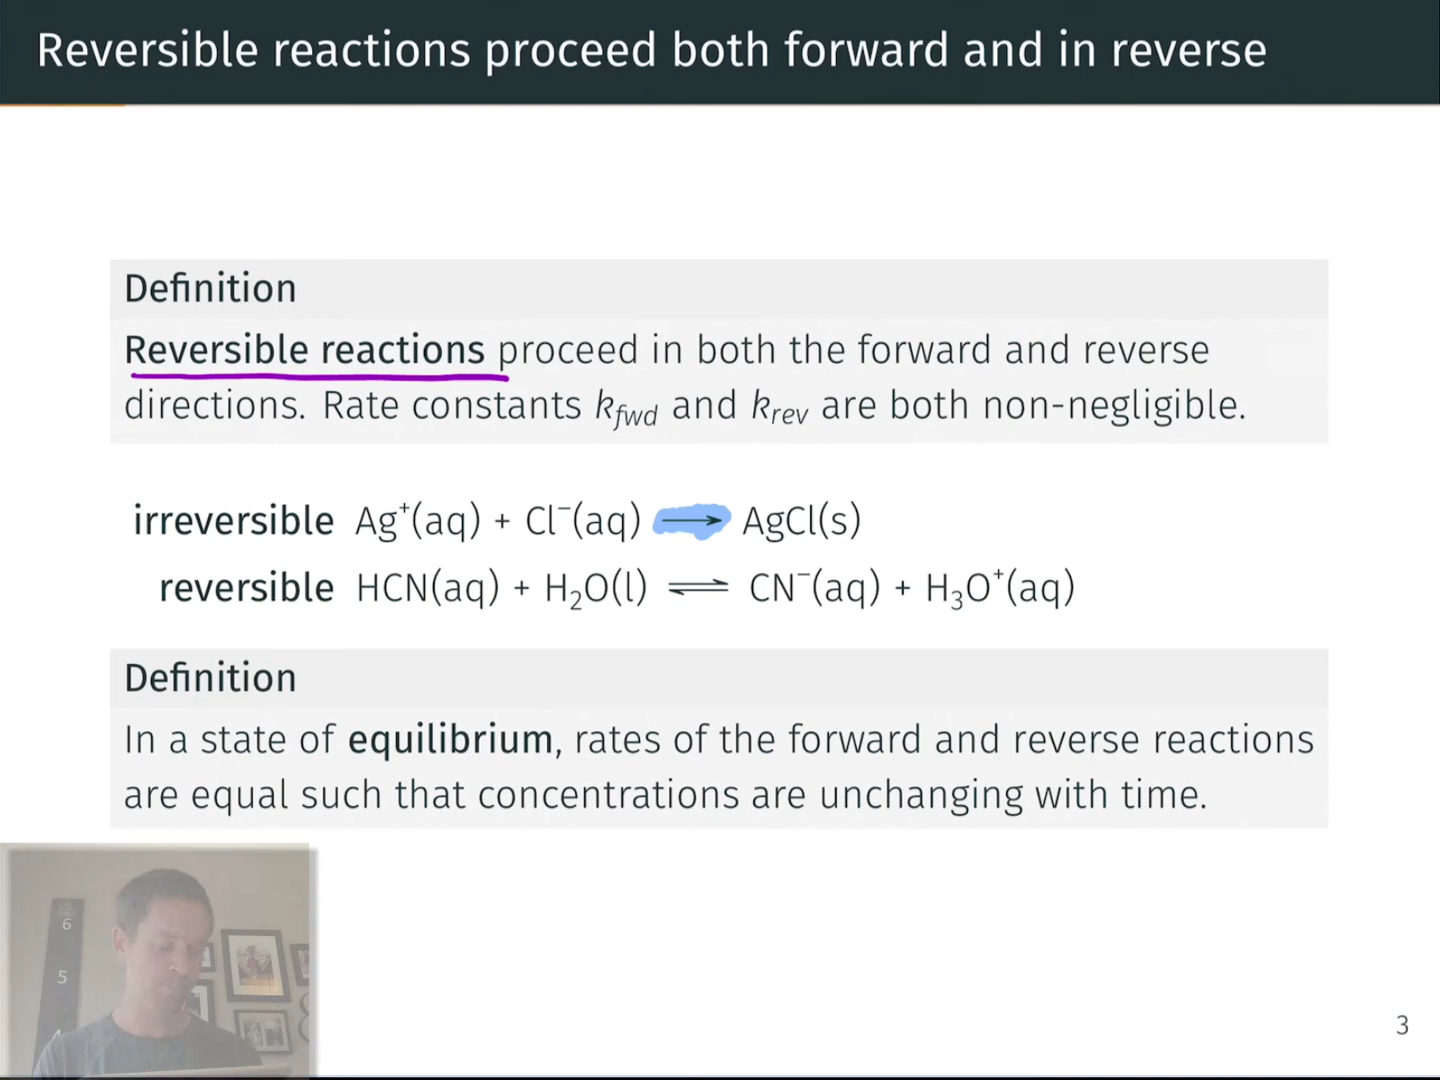 Reversible reactions proceed both forward and in reverse
Definition
Reversible reactions proceed in both the forward and reverse
directions. Rate constants k_fwd and k_rev are both non-negligible.
irreversible Ag⁺(aq) + Cl⁻(aq) ⟶ AgCl(s)
reversible HCN(aq) + H₂O(l) ⇌ CN⁻(aq) + H₃O⁺(aq)
Definition
In a state of equilibrium, rates of the forward and reverse reactions
are equal such that concentrations are unchanging with time.
6
5
3